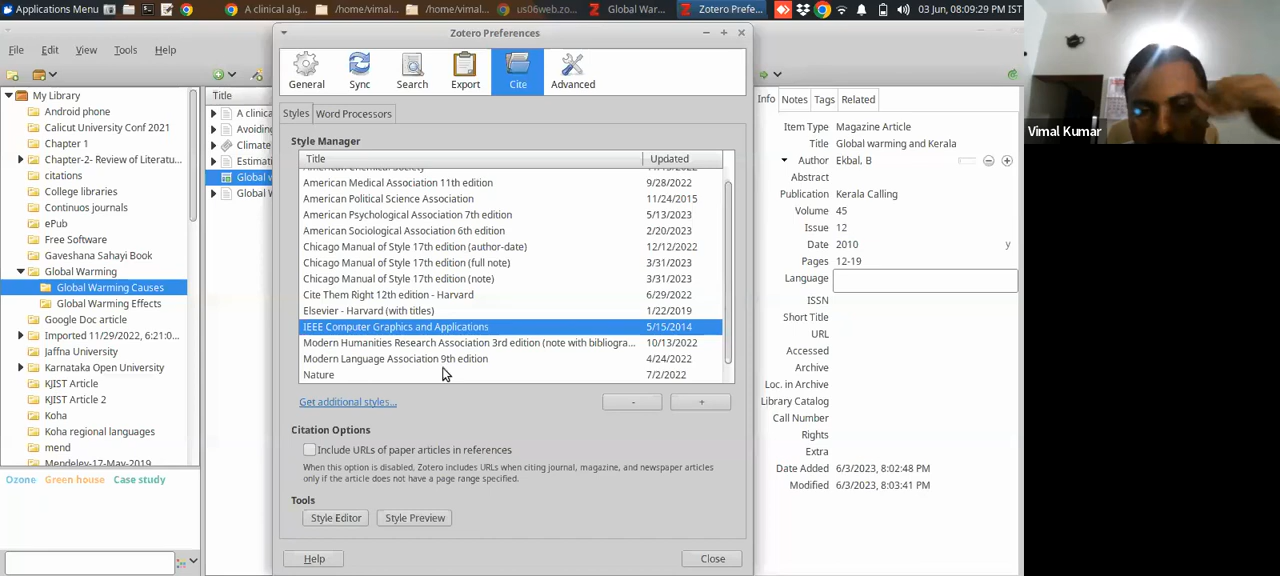 Applications Menu
A clinical alg...
/home/vimal...
/home/vimal...
us06web.zo...
Global War...
Zotero Prefe...
03 Jun, 08:09:29 PM IST
File Edit View Tools Help
Zotero Preferences
General Sync Search Export Cite Advanced
Styles Word Processors
Style Manager
Title Updated
American Medical Association 11th edition 9/28/2022
American Political Science Association 11/24/2015
American Psychological Association 7th edition 5/13/2023
American Sociological Association 6th edition 2/20/2023
Chicago Manual of Style 17th edition (author-date) 12/12/2022
Chicago Manual of Style 17th edition (full note) 3/31/2023
Chicago Manual of Style 17th edition (note) 3/31/2023
Cite Them Right 12th edition - Harvard 6/29/2022
Elsevier - Harvard (with titles) 1/22/2019
IEEE Computer Graphics and Applications 5/15/2014
Modern Humanities Research Association 3rd edition (note with bibliogra... 10/13/2022
Modern Language Association 9th edition 4/24/2022
Nature 7/2/2022
Get additional styles...
- +
Citation Options
Include URLs of paper articles in references
When this option is disabled, Zotero includes URLs when citing journal, magazine, and newspaper articles
only if the article does not have a page range specified.
Tools
Style Editor Style Preview
Help Close
My Library
Android phone
Calicut University Conf 2021
Chapter 1
Chapter-2- Review of Literatu...
citations
College libraries
Continuos journals
ePub
Free Software
Gaveshana Sahayi Book
Global Warming
Global Warming Causes
Global Warming Effects
Google Doc article
Imported 11/29/2022, 6:21:0
Jaffna University
Karnataka Open University
KJIST Article
KJIST Article 2
Koha
Koha regional languages
mend
Mendeley-17-May-2019
Ozone Green house Case study
Title
A clinica
Avoiding
Climate
Estimati
Global w
Global W
Info Notes Tags Related
Item Type Magazine Article
Title Global warming and Kerala
Author Ekbal, B
Abstract
Publication Kerala Calling
Volume 45
Issue 12
Date 2010 y
Pages 12-19
Language
ISSN
Short Title
URL
Accessed
Archive
Loc. in Archive
Library Catalog
Call Number
Rights
Extra
Date Added 6/3/2023, 8:02:48 PM
Modified 6/3/2023, 8:03:41 PM
Vimal Kumar